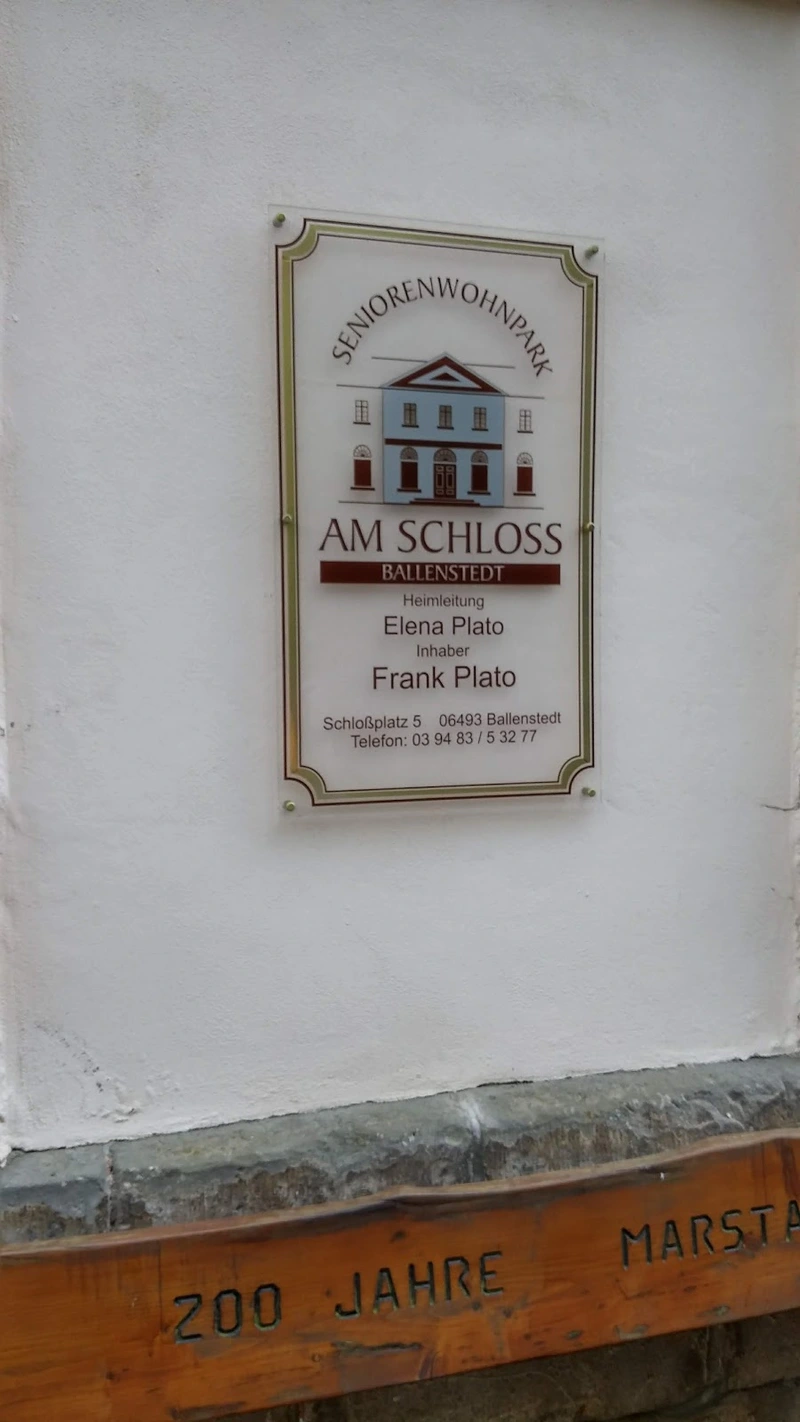 SENIORENWOHNPARK
AM SCHLOSS
BALLENSTEDT
Heimleitung
Elena Plato
Inhaber
Frank Plato
Schloßplatz 5 06493 Ballenstedt
Telefon: 03 94 83 / 5 32 77
200 JAHRE MARSTA